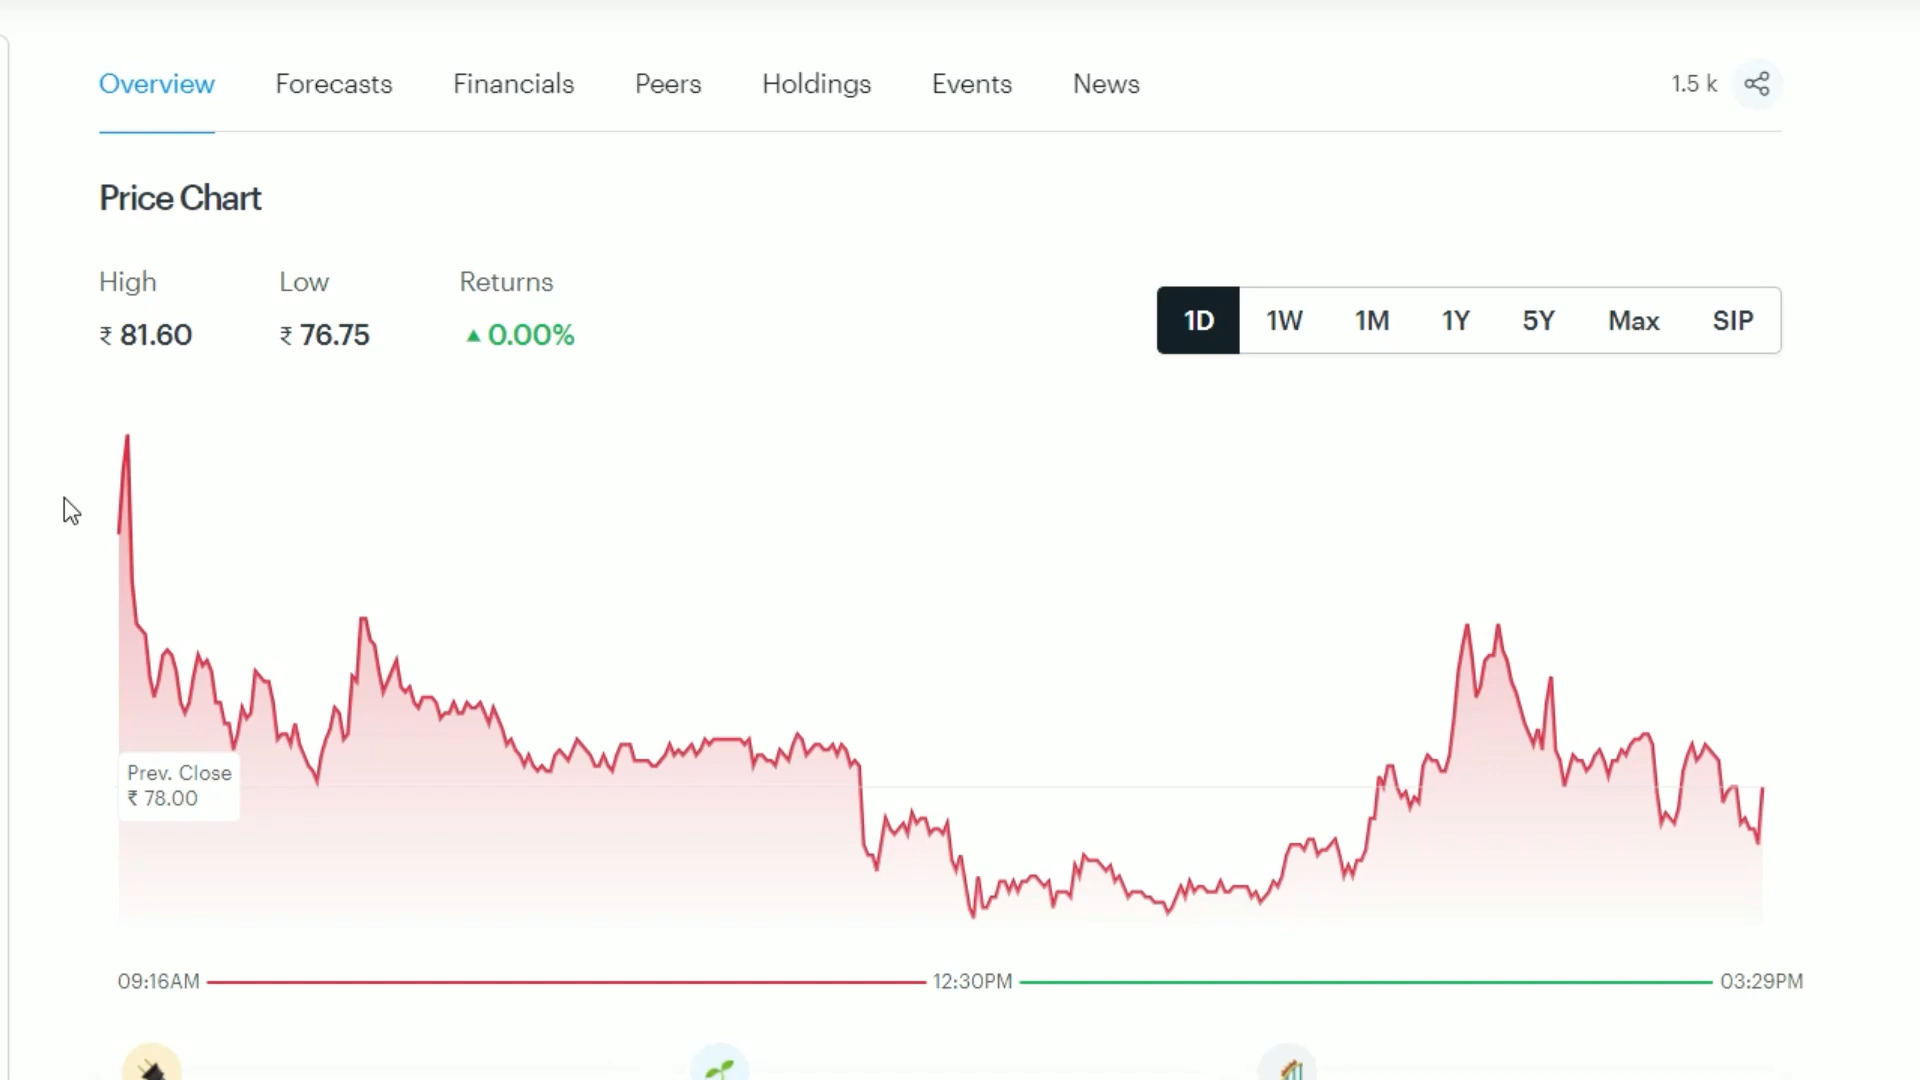 Overview Forecasts Financials Peers Holdings Events News 1.5 k
Price Chart
High Low Returns
₹ 81.60 ₹ 76.75 ▲ 0.00%
1D 1W 1M 1Y 5Y Max SIP
Prev. Close
₹ 78.00
09:16AM 12:30PM 03:29PM